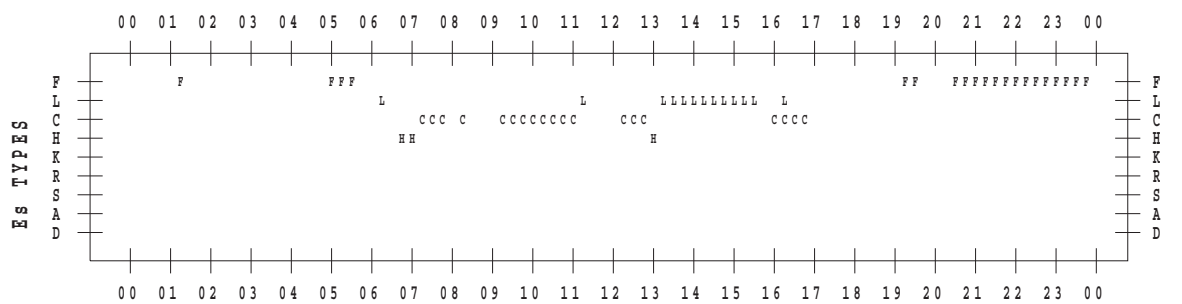 00 01 02 03 04 05 06 07 08 09 10 11 12 13 14 15 16 17 18 19 20 21 22 23 00
F F FFF FF FFFFFFFFFFFFFF F
L L L LLLLLLLLLL L L
C CCC C CCCCCCCC CCC CCCC C
H HH H H
K K
R R
S S
A A
D D
Es TYPES
00 01 02 03 04 05 06 07 08 09 10 11 12 13 14 15 16 17 18 19 20 21 22 23 00